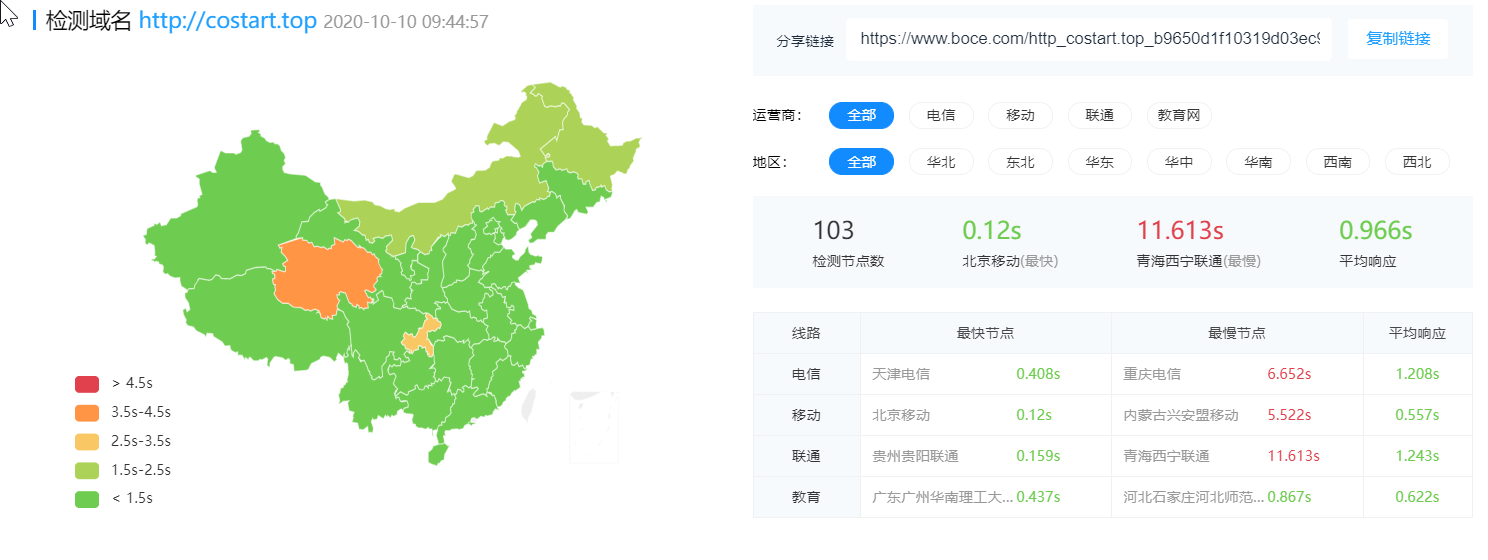 检测域名 http://costart.top 2020-10-10 09:44:57
> 4.5s
3.5s-4.5s
2.5s-3.5s
1.5s-2.5s
< 1.5s
分享链接 https://www.boce.com/http_costart.top_b9650d1f10319d03ec9 复制链接
运营商： 全部 电信 移动 联通 教育网
地区： 全部 华北 东北 华东 华中 华南 西南 西北
103 0.12s 11.613s 0.966s
检测节点数 北京移动(最快) 青海西宁联通(最慢) 平均响应
线路 最快节点 最慢节点 平均响应
电信 天津电信 0.408s 重庆电信 6.652s 1.208s
移动 北京移动 0.12s 内蒙古兴安盟移动 5.522s 0.557s
联通 贵州贵阳联通 0.159s 青海西宁联通 11.613s 1.243s
教育 广东广州华南理工大... 0.437s 河北石家庄河北师范... 0.867s 0.622s